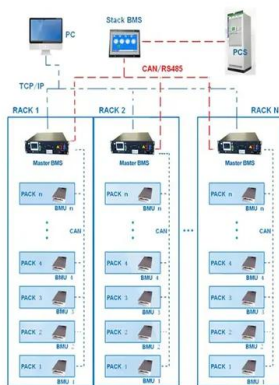 PC
Stack BMS
PCS
CAN/RS485
TCP/IP
RACK 1
RACK 2
RACK N
Master BMS
Master BMS
Master BMS
PACK n
BMU n
PACK n
BMU n
PACK n
BMU n
CAN
CAN
CAN
PACK 4
BMU 4
PACK 4
BMU 4
PACK 4
BMU 4
PACK 3
BMU 3
PACK 3
BMU 3
PACK 3
BMU 3
PACK 2
BMU 2
PACK 2
BMU 2
PACK 2
BMU 2
PACK 1
BMU 1
PACK 1
BMU 1
PACK 1
BMU 1